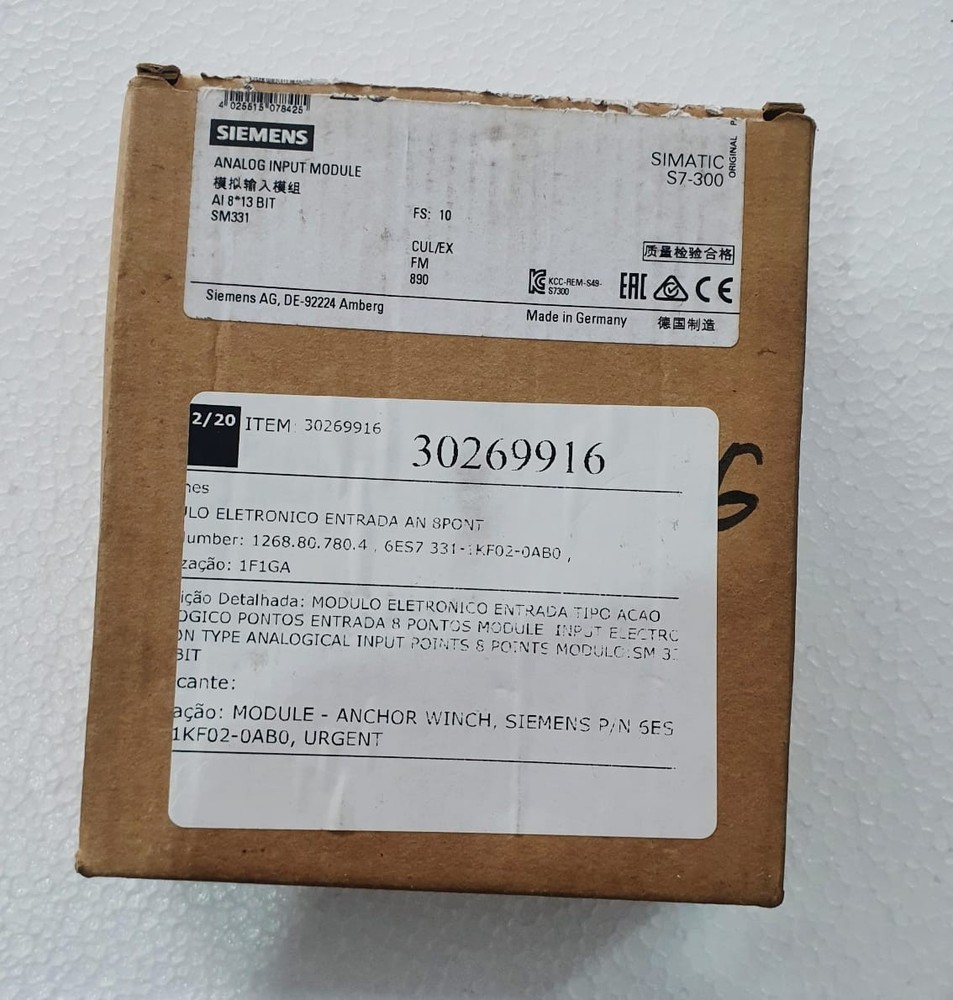 4 025515 078425
SIEMENS
ANALOG INPUT MODULE
模拟输入模组
AI 8*13 BIT
SM331
SIMATIC
S7-300
ORIGINAL
FS: 10
CUL/EX
FM
890
KCC-REM-S49-
S7300
质量检验合格
EAC
CE
Siemens AG, DE-92224 Amberg
Made in Germany 德国制造
2/20 ITEM: 30269916
30269916
nes
LO ELETRONICO ENTRADA AN 8PONT
umber: 1268.80.780.4 , 6ES7 331-1KF02-0AB0 ,
zação: 1F1GA
ição Detalhada: MODULO ELETRONICO ENTRADA TIPO ACAO
OGICO PONTOS ENTRADA 8 PONTOS MODULE INPUT ELECTRC
ON TYPE ANALOGICAL INPUT POINTS 8 POINTS MODULO:SM 3
BIT
cante:
ação: MODULE - ANCHOR WINCH, SIEMENS P/N 6ES
1KF02-0AB0, URGENT